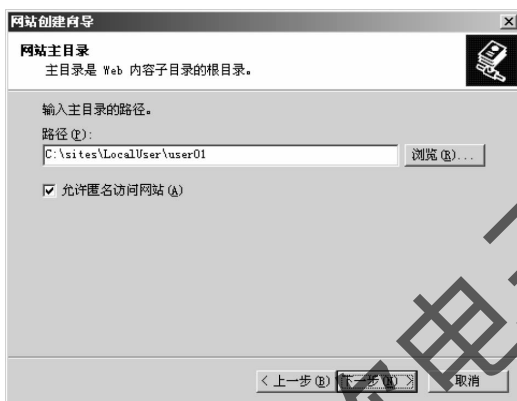 网站创建向导
网站主目录
主目录是 Web 内容子目录的根目录。
输入主目录的路径。
路径(P):
C:\sites\LocalUser\user01
浏览(R)...
允许匿名访问网站(A)
< 上一步(B)
下一步(N) >
取消